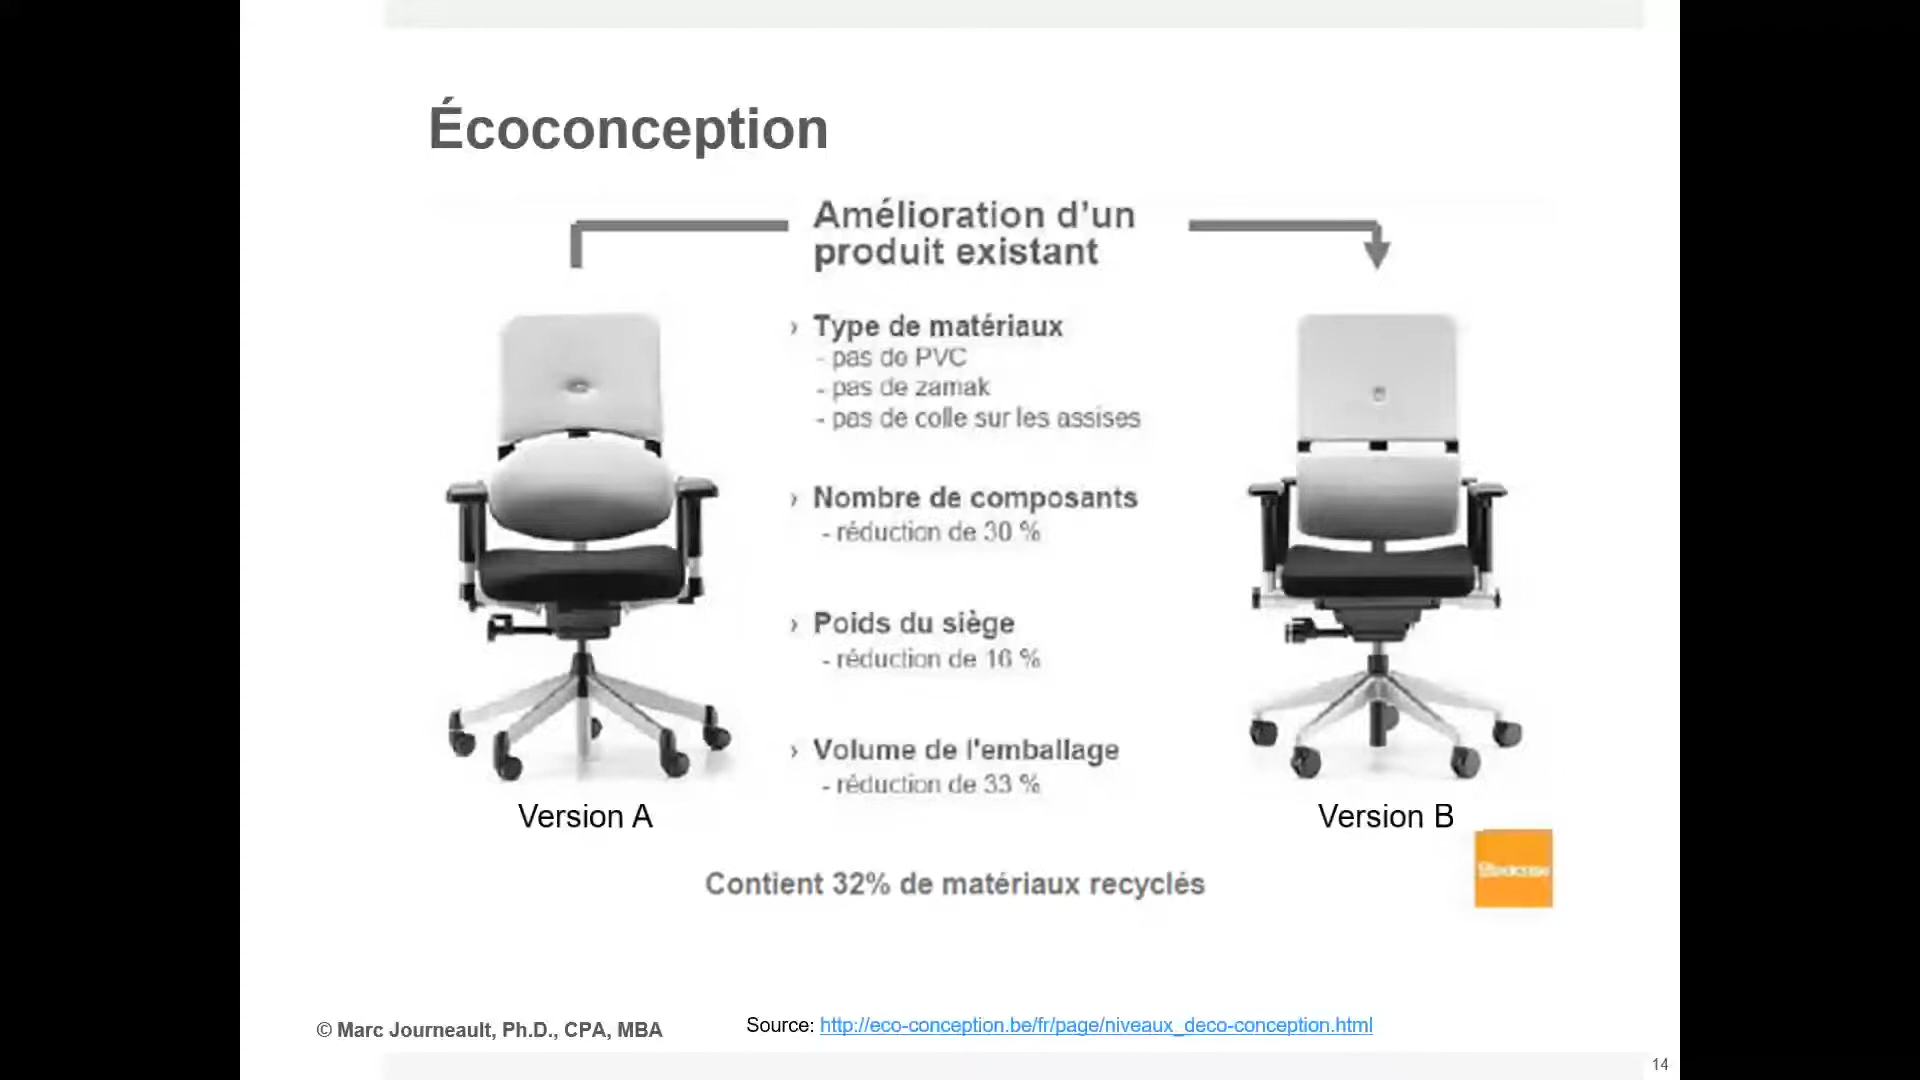 Écoconception
Amélioration d’un
produit existant
› Type de matériaux
- pas de PVC
- pas de zamak
- pas de colle sur les assises
› Nombre de composants
- réduction de 30 %
› Poids du siège
- réduction de 16 %
› Volume de l'emballage
- réduction de 33 %
Version A
Version B
Steelcase
Contient 32% de matériaux recyclés
© Marc Journeault, Ph.D., CPA, MBA
Source: http://eco-conception.be/fr/page/niveaux_deco-conception.html
14